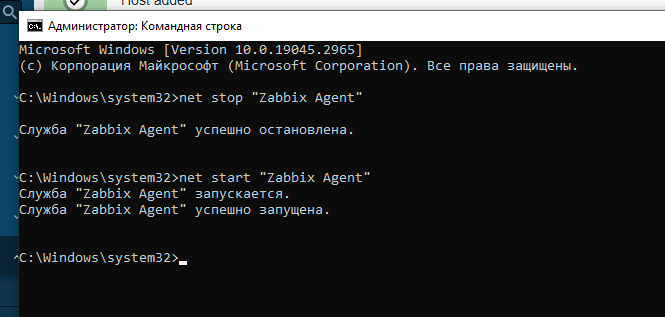 Host added
Администратор: Командная строка
Microsoft Windows [Version 10.0.19045.2965]
(c) Корпорация Майкрософт (Microsoft Corporation). Все права защищены.
C:\Windows\system32>net stop "Zabbix Agent"
Служба "Zabbix Agent" успешно остановлена.
C:\Windows\system32>net start "Zabbix Agent"
Служба "Zabbix Agent" запускается.
Служба "Zabbix Agent" успешно запущена.
C:\Windows\system32>